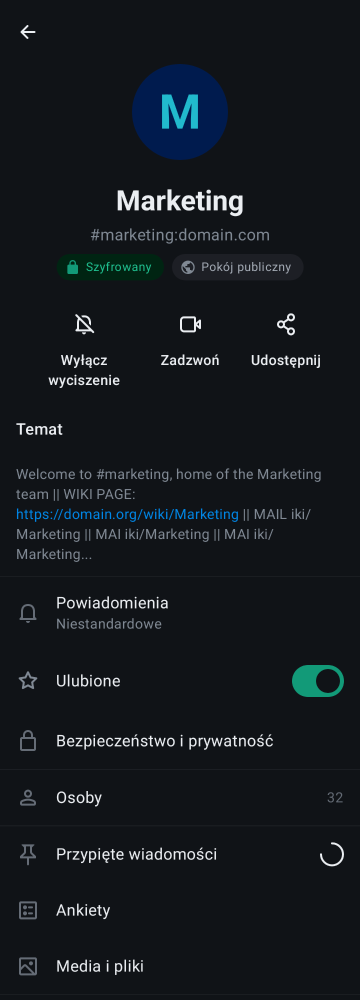 M
Marketing
#marketing:domain.com
Szyfrowany
Pokój publiczny
Wyłącz
wyciszenie
Zadzwoń
Udostępnij
Temat
Welcome to #marketing, home of the Marketing
team || WIKI PAGE:
https://domain.org/wiki/Marketing || MAIL iki/
Marketing || MAI iki/Marketing || MAI iki/
Marketing...
Powiadomienia
Niestandardowe
Ulubione
Bezpieczeństwo i prywatność
Osoby 32
Przypięte wiadomości
Ankiety
Media i pliki